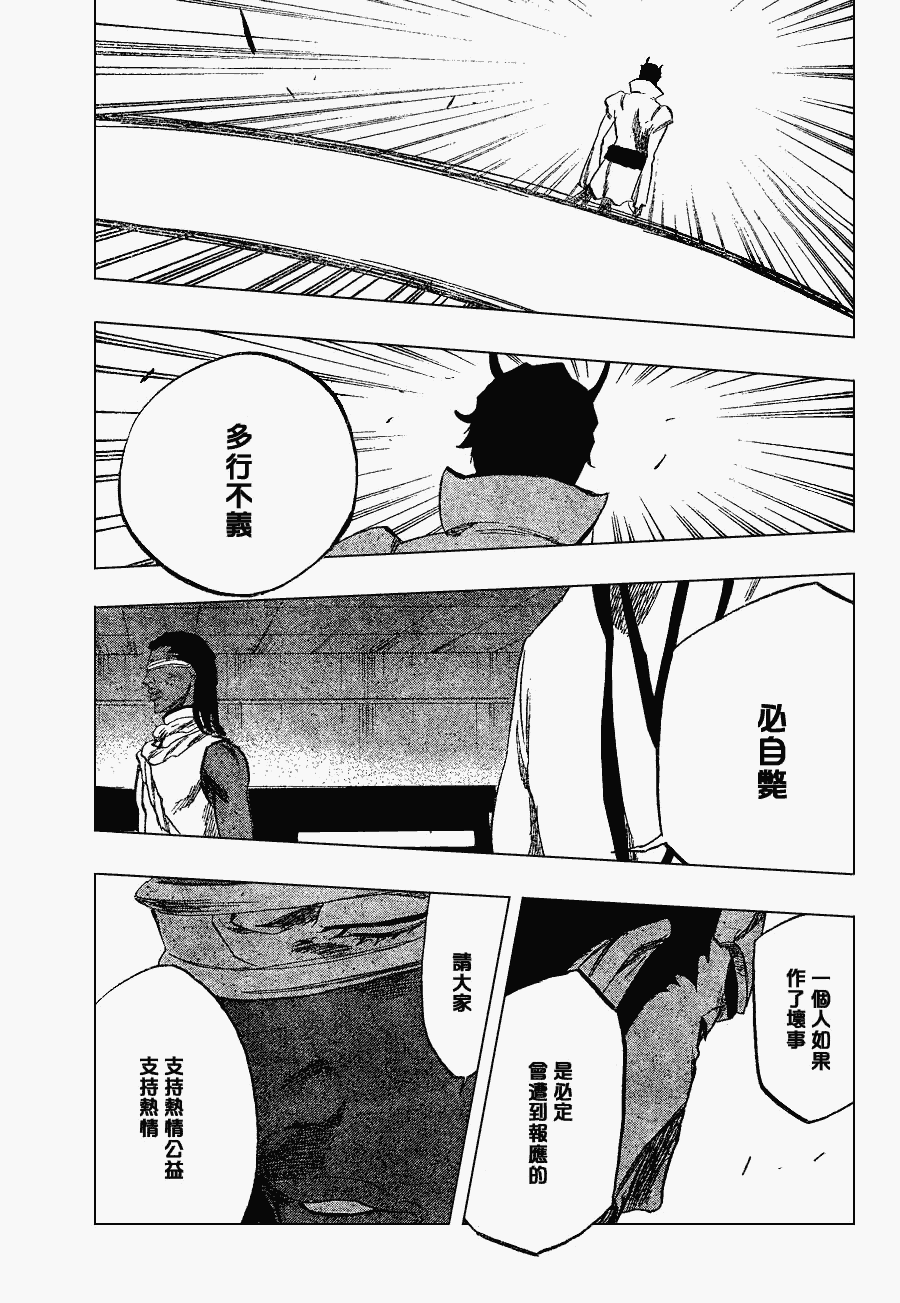 多行不義
必自斃
一個人如果
作了壞事
是必定
會遭到報應的
請大家
支持熱情公益
支持熱情